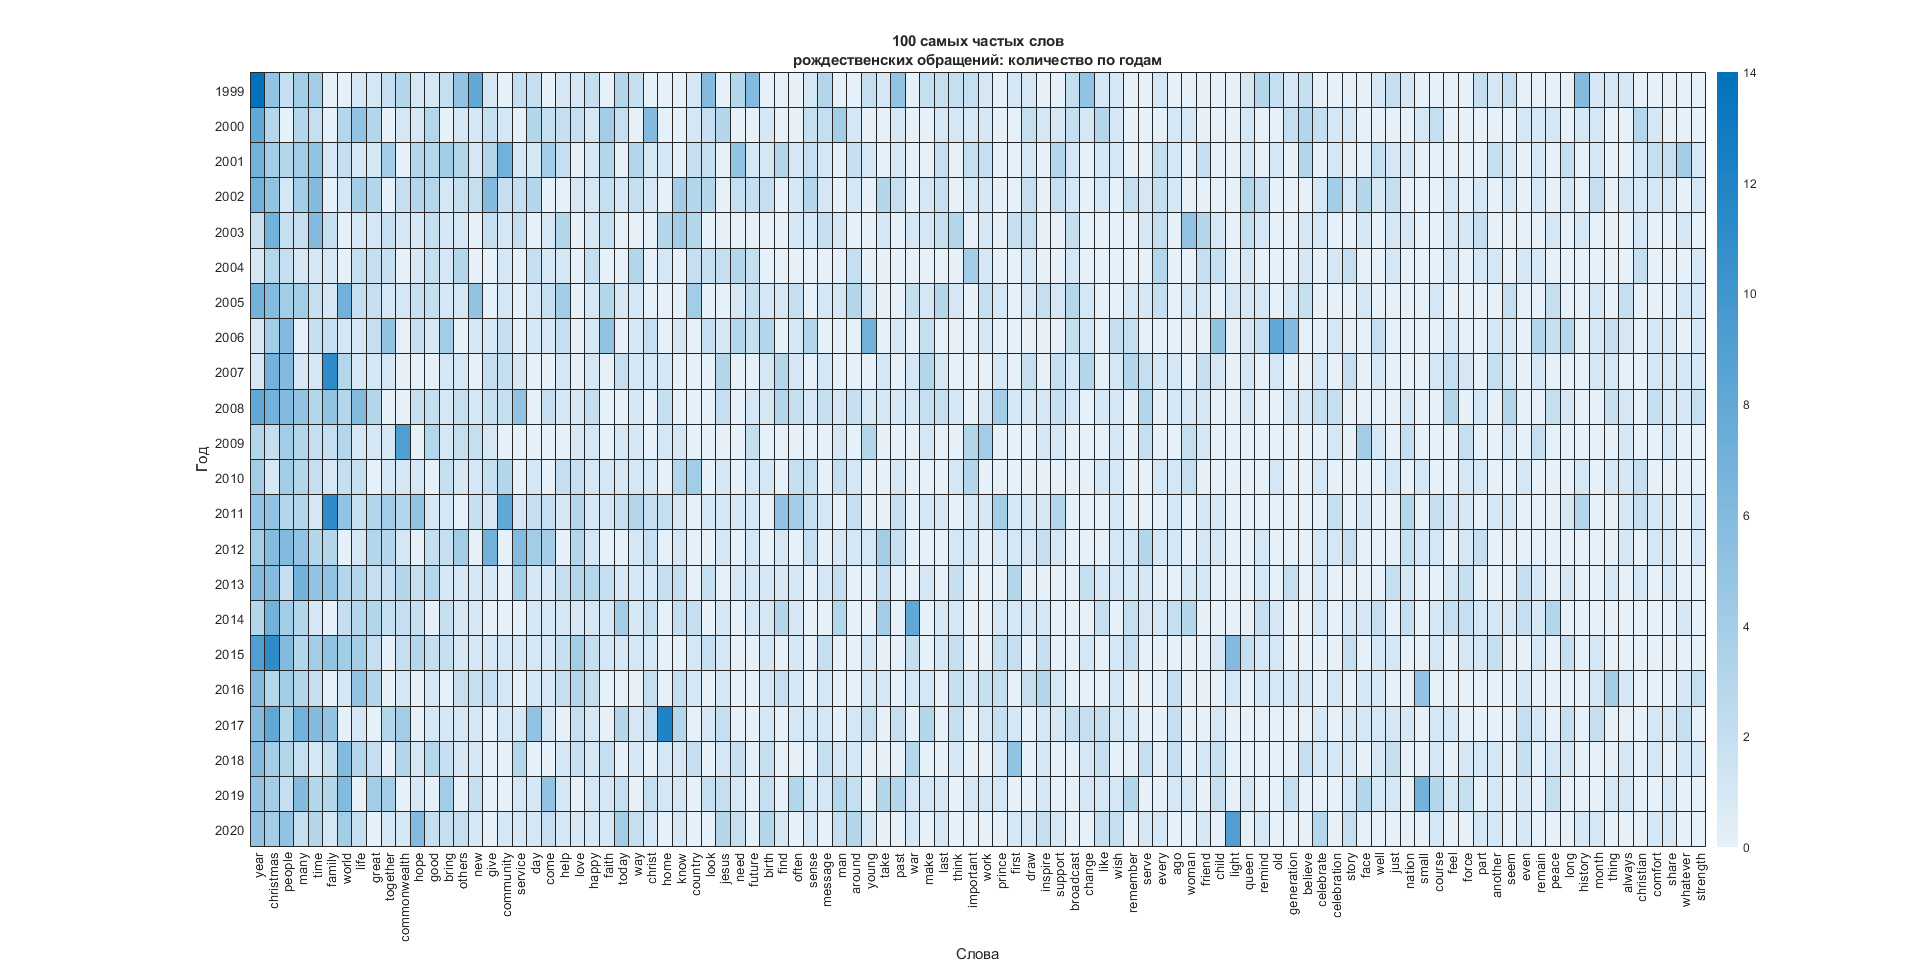 100 самых частых слов
рождественских обращений: количество по годам
Год
1999
2000
2001
2002
2003
2004
2005
2006
2007
2008
2009
2010
2011
2012
2013
2014
2015
2016
2017
2018
2019
2020
14
12
10
8
6
4
2
0
year
christmas
people
many
time
family
world
life
great
together
commonwealth
hope
good
bring
others
new
give
community
service
day
come
help
love
happy
faith
today
way
christ
home
know
country
look
jesus
need
future
birth
find
often
sense
message
man
around
young
take
past
war
make
last
think
important
work
prince
first
draw
inspire
support
broadcast
change
like
wish
remember
serve
every
ago
woman
friend
child
light
queen
remind
old
generation
believe
celebrate
celebration
story
face
well
just
nation
small
course
feel
force
part
another
seem
even
remain
peace
long
history
month
thing
always
christian
comfort
share
whatever
strength
Слова